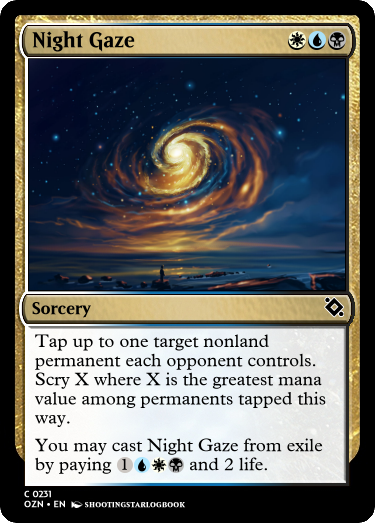 Night Gaze
Sorcery
Tap up to one target nonland
permanent each opponent controls.
Scry X where X is the greatest mana
value among permanents tapped this
way.
You may cast Night Gaze from exile
by paying 1 and 2 life.
C 0231
OZN • EN SHOOTINGSTARLOGBOOK